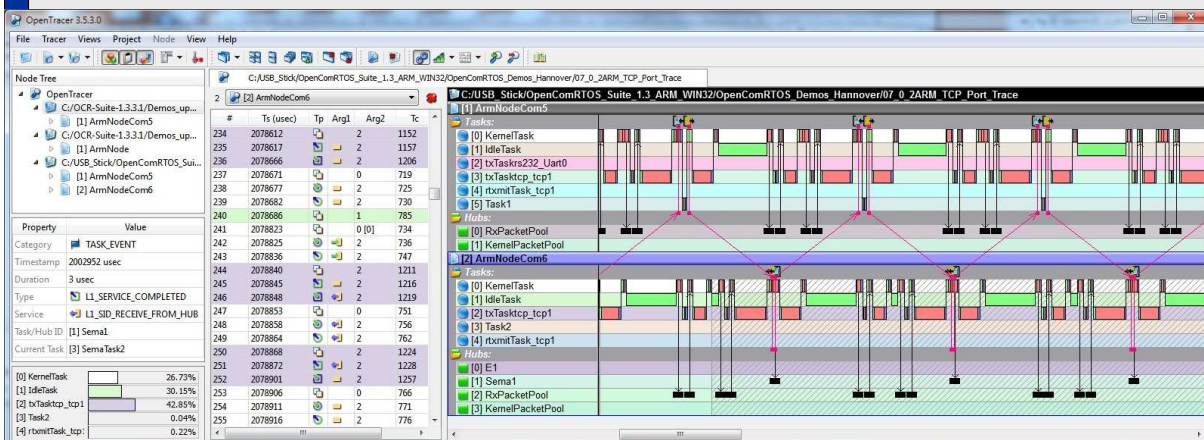 OpenTracer 3.5.3.0
File Tracer Views Project Node View Help
Node Tree
OpenTracer
C:/OCR-Suite-1.3.3.1/Demos_up...
[1] ArmNodeCom5
C:/OCR-Suite-1.3.3.1/Demos_up...
[1] ArmNode
C:/USB_Stick/OpenComRTOS_Sui...
[1] ArmNodeCom5
[2] ArmNodeCom6
Property Value
Category TASK_EVENT
Timestamp 2002952 usec
Duration 3 usec
Type L1_SERVICE_COMPLETED
Service L1_SID_RECEIVE_FROM_HUB
Task/Hub ID [1] Sema1
Current Task [3] SemaTask2
[0] KernelTask 26.73%
[1] IdleTask 30.15%
[2] txTasktcp_tcp1 42.85%
[3] Task2 0.04%
[4] rtxmitTask_tcp: 0.22%
C:/USB_Stick/OpenComRTOS_Suite_1.3_ARM_WIN32/OpenComRTOS_Demos_Hannover/07_0_2ARM_TCP_Port_Trace
2 [2] ArmNodeCom6
# Ts (usec) Tp Arg1 Arg2 Tc
234 2078612 2 1152
235 2078617 2 1157
236 2078666 2 1206
237 2078671 0 719
238 2078677 2 725
239 2078682 2 730
240 2078686 1 785
241 2078823 0 [0] 734
242 2078825 2 736
243 2078836 2 747
244 2078840 2 1211
245 2078845 2 1216
246 2078848 2 1219
247 2078853 0 751
248 2078858 2 756
249 2078864 2 762
250 2078868 2 1224
251 2078872 2 1228
252 2078901 2 1257
253 2078906 0 766
254 2078911 2 771
255 2078916 2 776
C:/USB_Stick/OpenComRTOS_Suite_1.3_ARM_WIN32/OpenComRTOS_Demos_Hannover/07_0_2ARM_TCP_Port_Trace
[1] ArmNodeCom5
Tasks:
[0] KernelTask
[1] IdleTask
[2] txTaskrs232_Uart0
[3] txTasktcp_tcp1
[4] rtxmitTask_tcp1
[5] Task1
Hubs:
[0] RxPacketPool
[1] KernelPacketPool
[2] ArmNodeCom6
Tasks:
[0] KernelTask
[1] IdleTask
[2] txTasktcp_tcp1
[3] Task2
[4] rtxmitTask_tcp1
Hubs:
[0] E1
[1] Sema1
[2] RxPacketPool
[3] KernelPacketPool